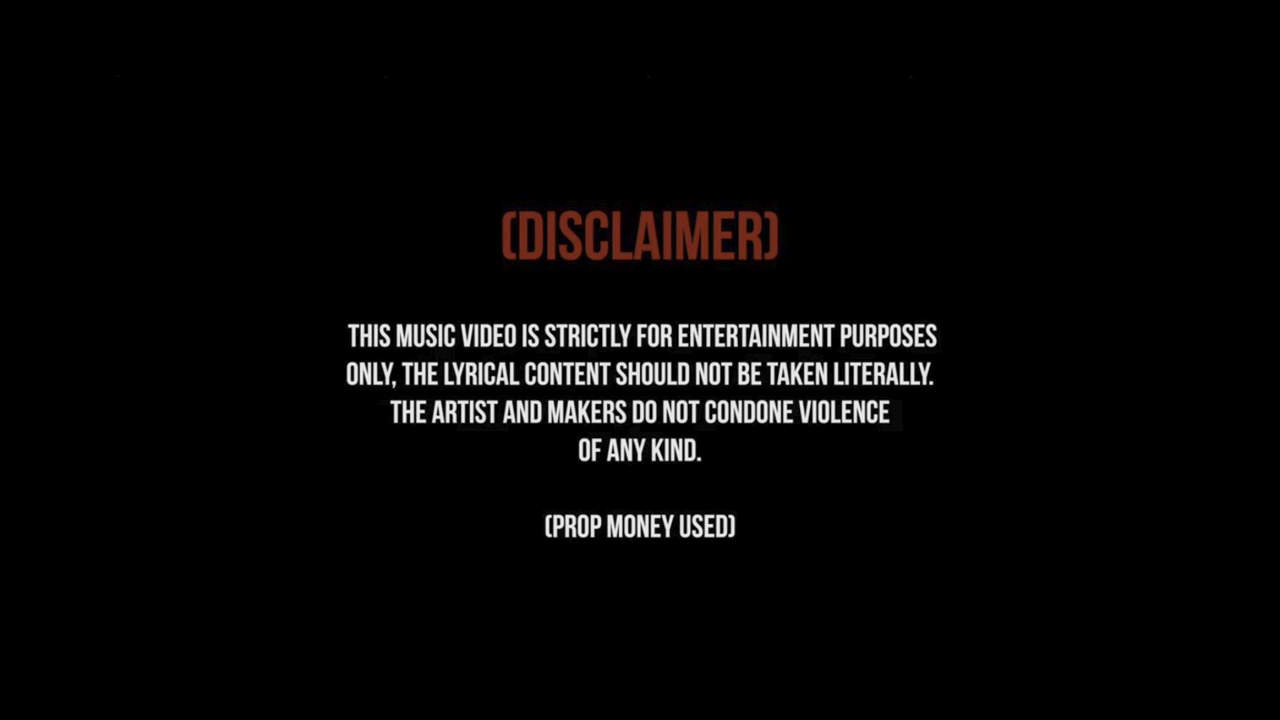 (DISCLAIMER)
THIS MUSIC VIDEO IS STRICTLY FOR ENTERTAINMENT PURPOSES
ONLY, THE LYRICAL CONTENT SHOULD NOT BE TAKEN LITERALLY.
THE ARTIST AND MAKERS DO NOT CONDONE VIOLENCE
OF ANY KIND.
(PROP MONEY USED)